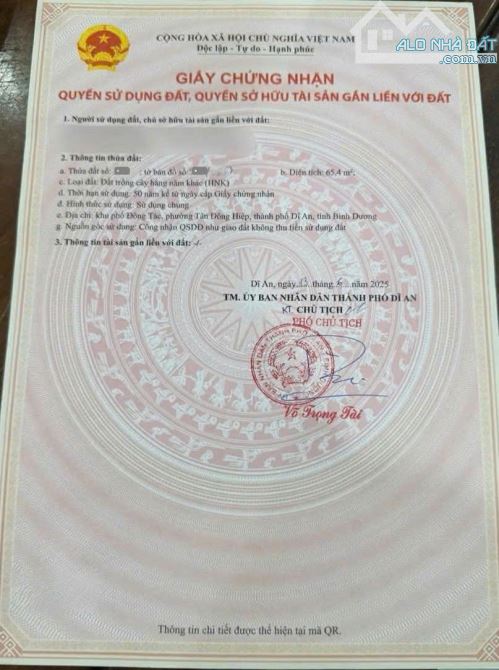 ALO NHÀ ĐẤT
.com.vn
CỘNG HÒA XÃ HỘI CHỦ NGHĨA VIỆT NAM
Độc lập - Tự do - Hạnh phúc
GIẤY CHỨNG NHẬN
QUYỀN SỬ DỤNG ĐẤT, QUYỀN SỞ HỮU TÀI SẢN GẮN LIỀN VỚI ĐẤT
1. Người sử dụng đất, chủ sở hữu tài sản gắn liền với đất:
2. Thông tin thửa đất:
a. Thửa đất số: ; tờ bản đồ số: b. Diện tích: 65,4 m²;
c. Loại đất: Đất trồng cây hàng năm khác (HNK)
d. Thời hạn sử dụng: 50 năm kể từ ngày cấp Giấy chứng nhận
đ. Hình thức sử dụng: Sử dụng chung
e. Địa chỉ: khu phố Đông Tác, phường Tân Đông Hiệp, thành phố Dĩ An, tỉnh Bình Dương
g. Nguồn gốc sử dụng: Công nhận QSDĐ như giao đất không thu tiền sử dụng đất
3. Thông tin tài sản gắn liền với đất: -/-
Dĩ An, ngày 13 tháng năm 2025
TM. ỦY BAN NHÂN DÂN THÀNH PHỐ DĨ AN
KT CHỦ TỊCH
PHÓ CHỦ TỊCH
Võ Trọng Tài
Thông tin chi tiết được thể hiện tại mã QR.